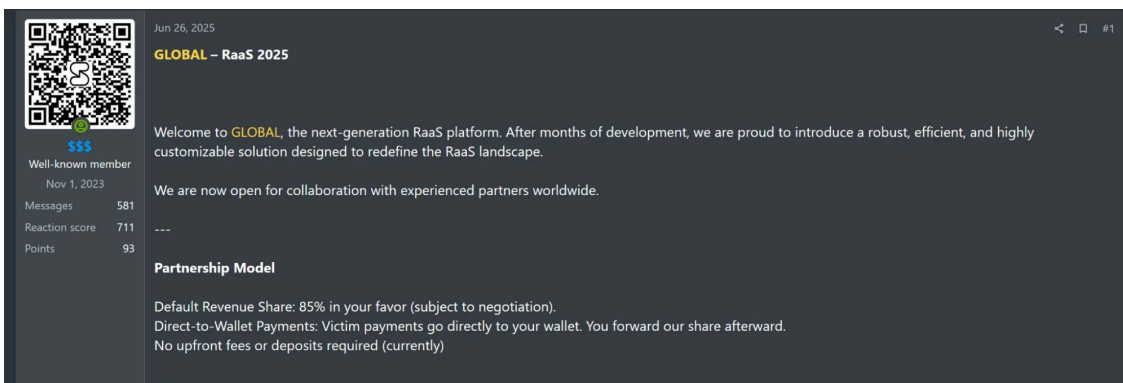 Jun 26, 2025
#1
GLOBAL – RaaS 2025
Welcome to GLOBAL, the next-generation RaaS platform. After months of development, we are proud to introduce a robust, efficient, and highly
customizable solution designed to redefine the RaaS landscape.
$$$
Well-known member
Nov 1, 2023
Messages 581
Reaction score 711
Points 93
We are now open for collaboration with experienced partners worldwide.
---
Partnership Model
Default Revenue Share: 85% in your favor (subject to negotiation).
Direct-to-Wallet Payments: Victim payments go directly to your wallet. You forward our share afterward.
No upfront fees or deposits required (currently)